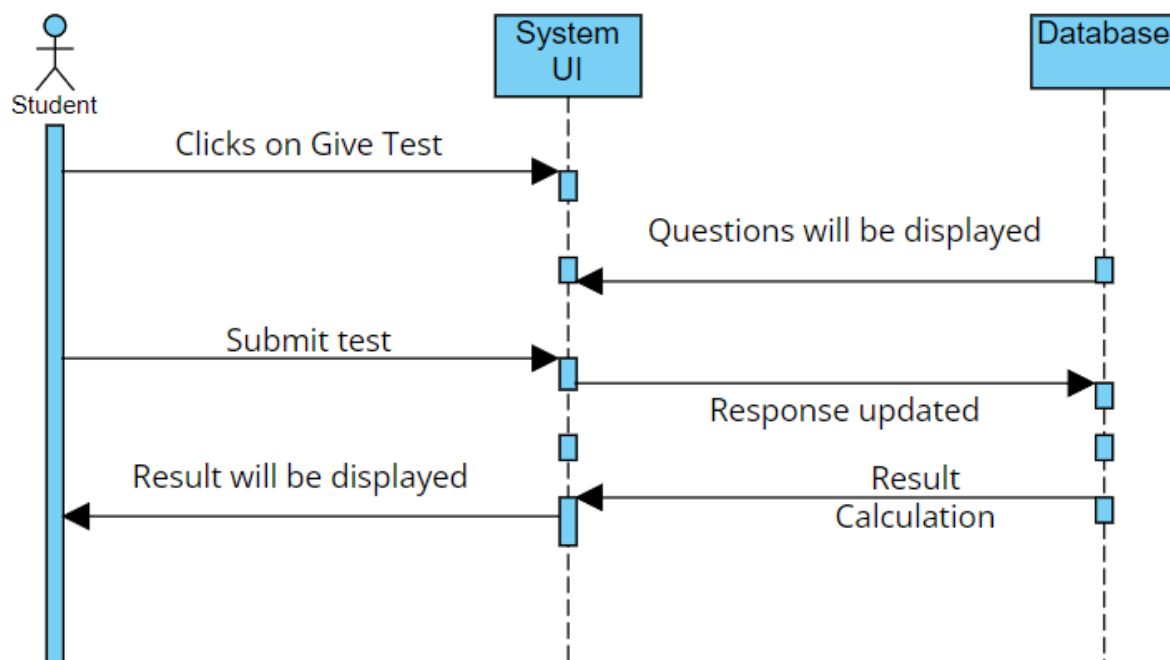 Student
System
UI
Database
Clicks on Give Test
Questions will be displayed
Submit test
Response updated
Result will be displayed
Result
Calculation